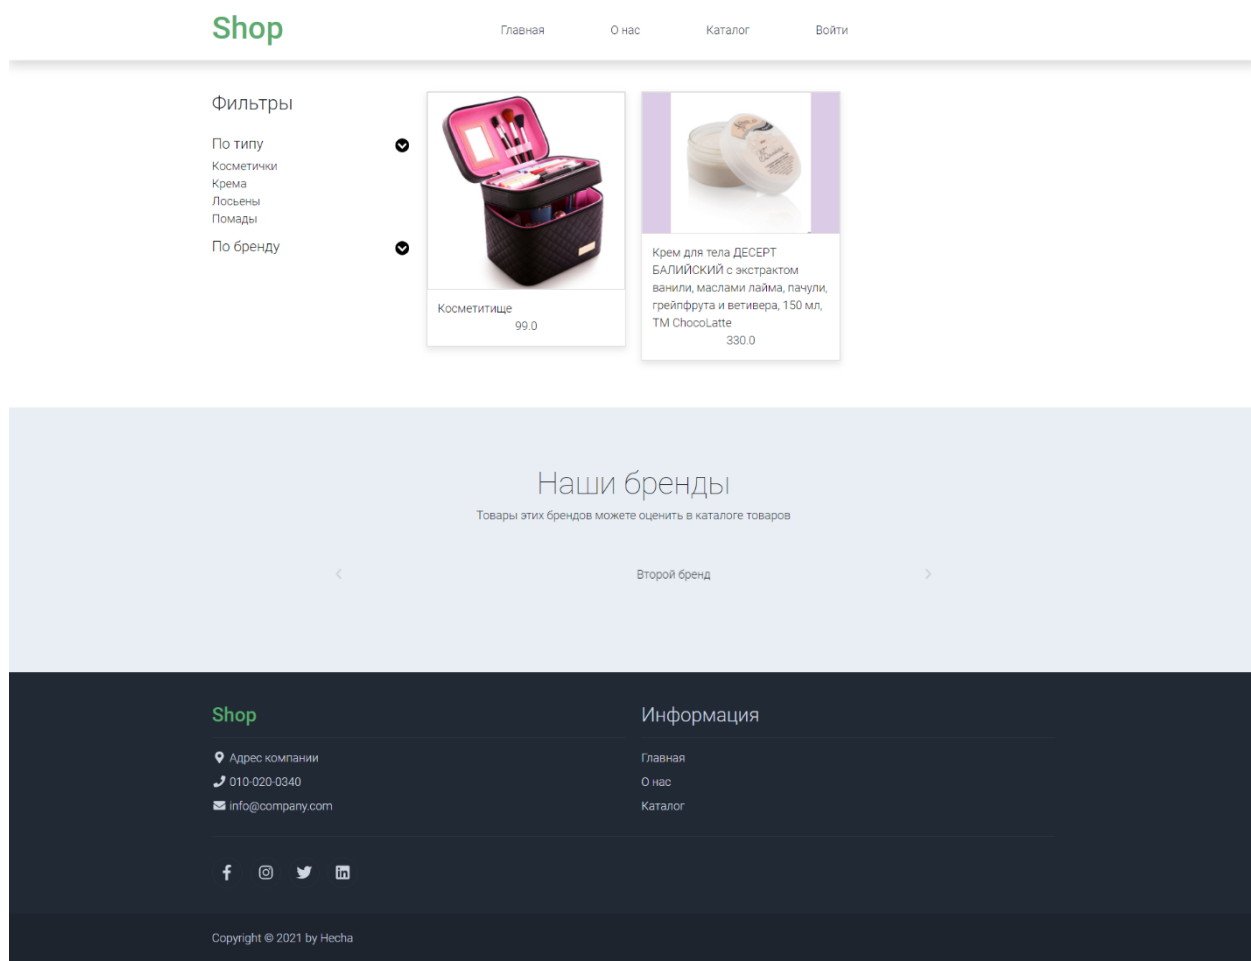 Shop
Главная
О нас
Каталог
Войти
Фильтры
По типу
Косметички
Крема
Лосьены
Помады
По бренду
Косметитище
99.0
Крем для тела ДЕСЕРТ
БАЛИЙСКИЙ с экстрактом
ванили, маслами лайма, пачули,
грейпфрута и ветивера, 150 мл,
ТМ ChocoLatte
330.0
Наши бренды
Товары этих брендов можете оценить в каталоге товаров
Второй бренд
Shop
Адрес компании
010-020-0340
info@company.com
Информация
Главная
О нас
Каталог
Copyright © 2021 by Hecha